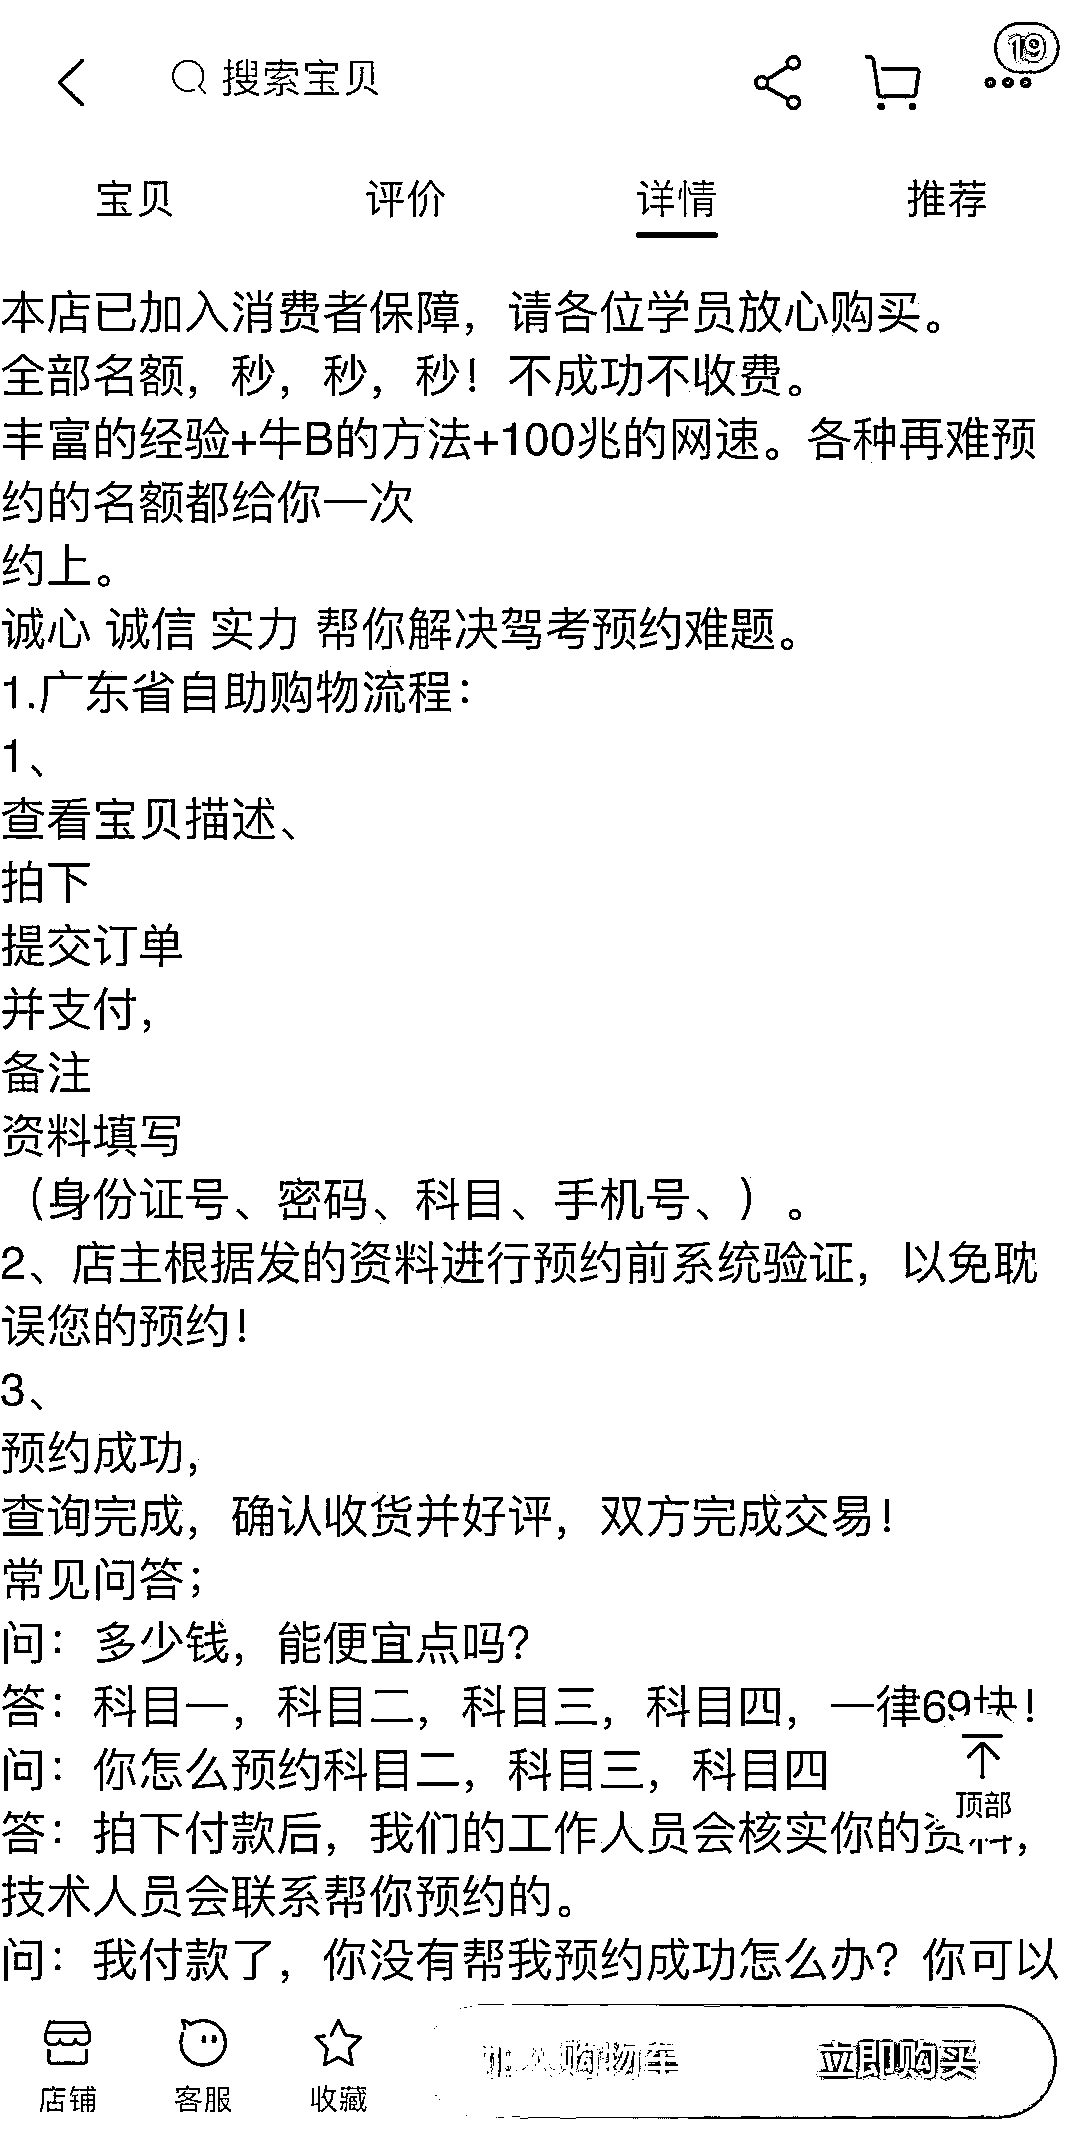 搜索宝贝
19
宝贝 评价 详情 推荐
本店已加入消费者保障，请各位学员放心购买。
全部名额，秒，秒，秒！不成功不收费。
丰富的经验+牛B的方法+100兆的网速。各种再难预
约的名额都给你一次
约上。
诚心 诚信 实力 帮你解决驾考预约难题。
1.广东省自助购物流程：
1、
查看宝贝描述、
拍下
提交订单
并支付，
备注
资料填写
（身份证号、密码、科目、手机号、）。
2、店主根据发的资料进行预约前系统验证，以免耽
误您的预约！
3、
预约成功，
查询完成，确认收货并好评，双方完成交易！
常见问答；
问：多少钱，能便宜点吗？
答：科目一，科目二，科目三，科目四，一律69块！
问：你怎么预约科目二，科目三，科目四
顶部
答：拍下付款后，我们的工作人员会核实你的资料，
技术人员会联系帮你预约的。
问：我付款了，你没有帮我预约成功怎么办？你可以
店铺 客服 收藏 加入购物车 立即购买